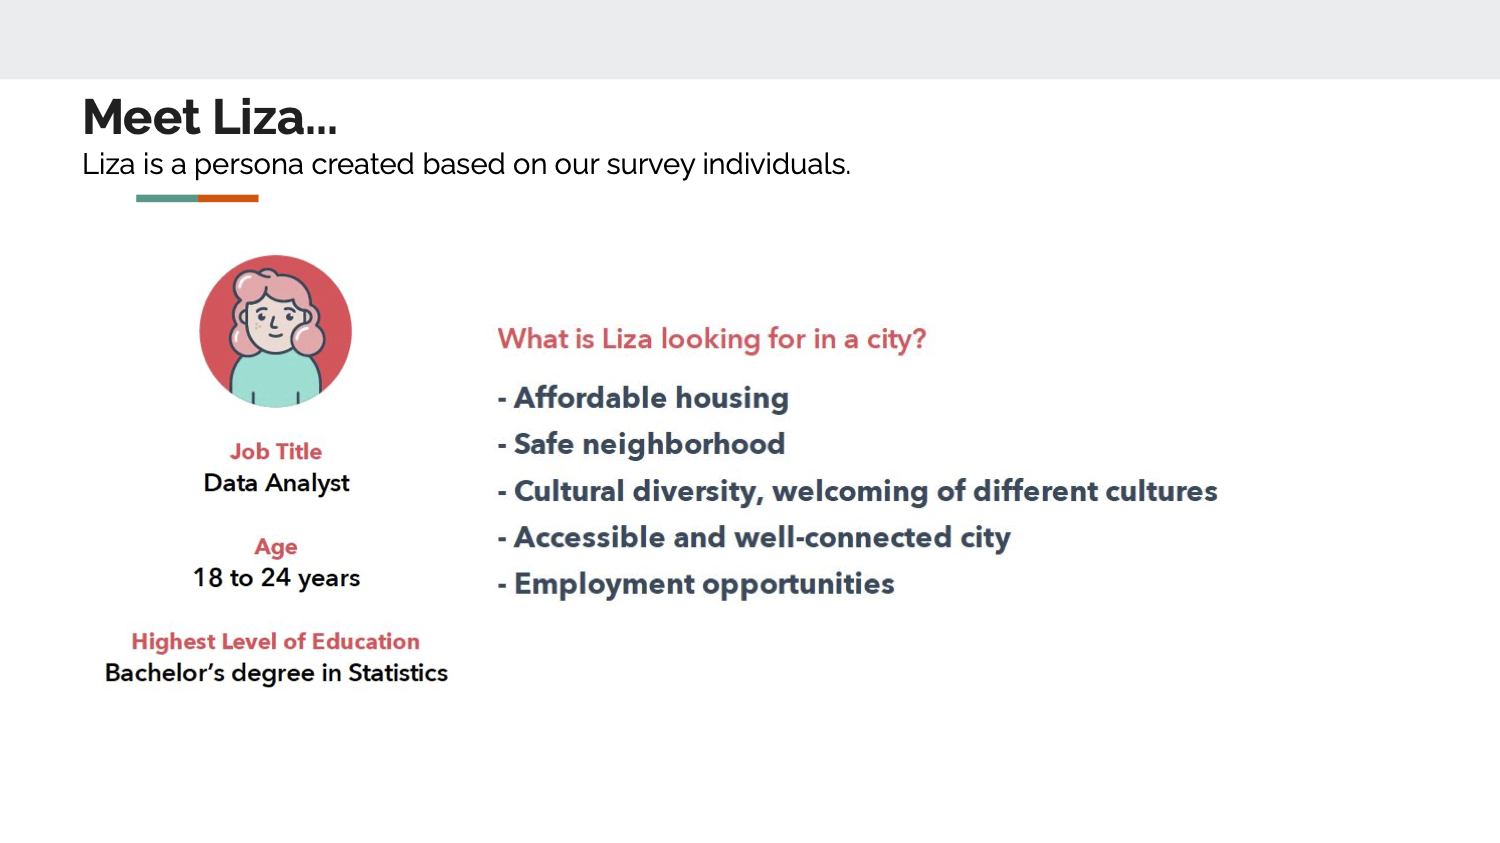 Meet Liza...
Liza is a persona created based on our survey individuals.
Job Title
Data Analyst
Age
18 to 24 years
Highest Level of Education
Bachelor's degree in Statistics
What is Liza looking for in a city?
- Affordable housing
- Safe neighborhood
- Cultural diversity, welcoming of different cultures
- Accessible and well-connected city
- Employment opportunities